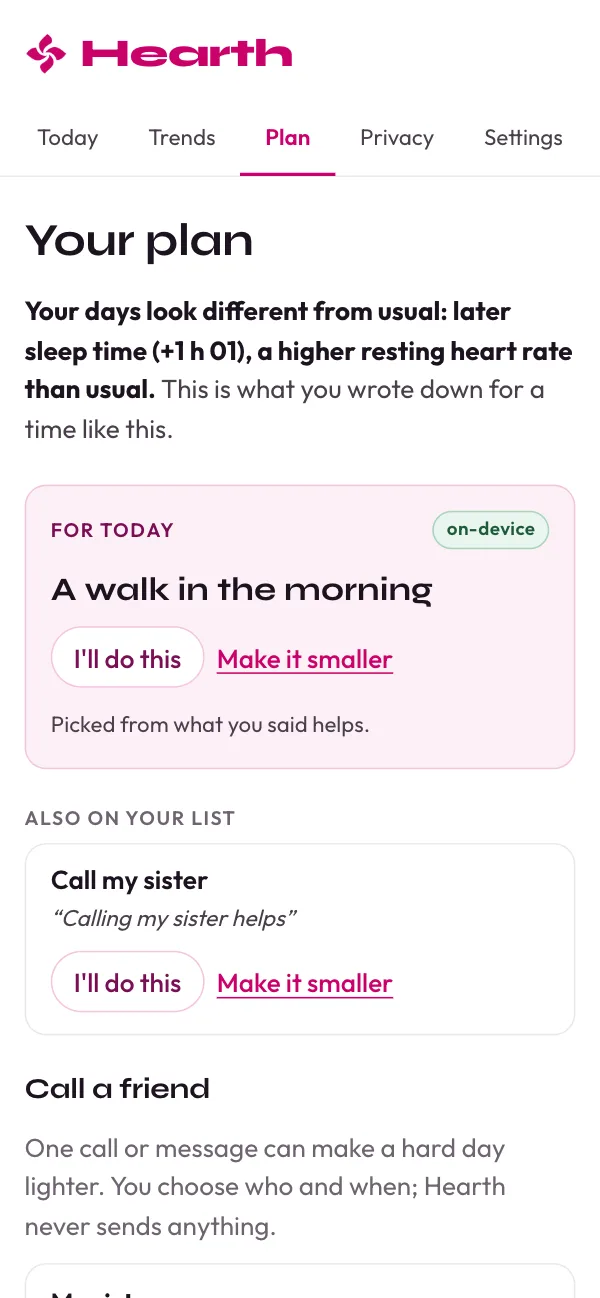 Hearth
Today Trends Plan Privacy Settings
Your plan
Your days look different from usual: later
sleep time (+1 h 01), a higher resting heart rate
than usual. This is what you wrote down for a
time like this.
FOR TODAY
on-device
A walk in the morning
I'll do this Make it smaller
Picked from what you said helps.
ALSO ON YOUR LIST
Call my sister
“Calling my sister helps”
I'll do this Make it smaller
Call a friend
One call or message can make a hard day
lighter. You choose who and when; Hearth
never sends anything.